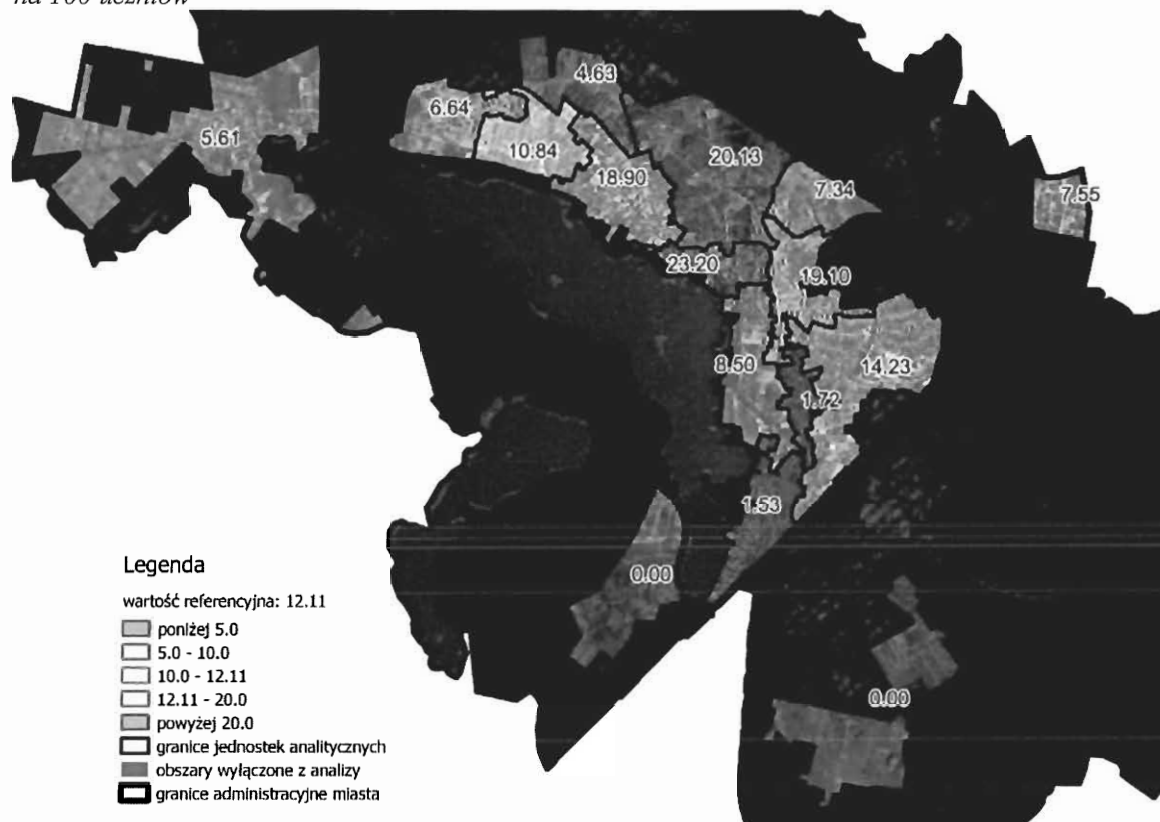 na 100 uczniów
4.63
6.64
5.61
10.84
20.13
18.90
7.34
7.55
23.20
19.10
8.50
14.23
1.72
1.53
0.00
0.00
Legenda
wartość referencyjna: 12.11
poniżej 5.0
5.0 - 10.0
10.0 - 12.11
12.11 - 20.0
powyżej 20.0
granice jednostek analitycznych
obszary wyłączone z analizy
granice administracyjne miasta